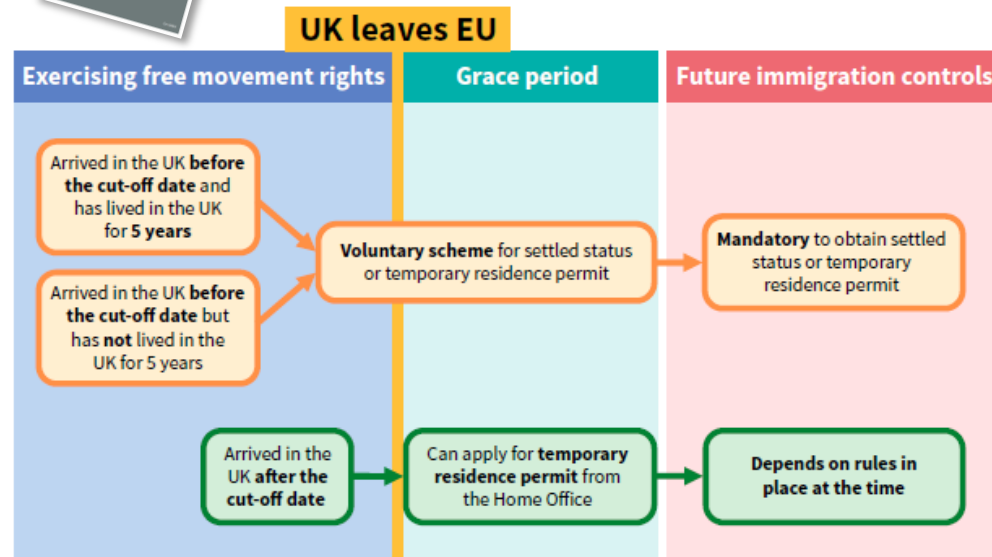 UK leaves EU
Exercising free movement rights
Grace period
Future immigration controls
Arrived in the UK before
the cut-off date and
has lived in the UK
for 5 years
Arrived in the UK before
the cut-off date but
has not lived in the
UK for 5 years
Voluntary scheme for settled status
or temporary residence permit
Mandatory to obtain settled
status or temporary
residence permit
Arrived in the
UK after the
cut-off date
Can apply for temporary
residence permit from
the Home Office
Depends on rules in
place at the time